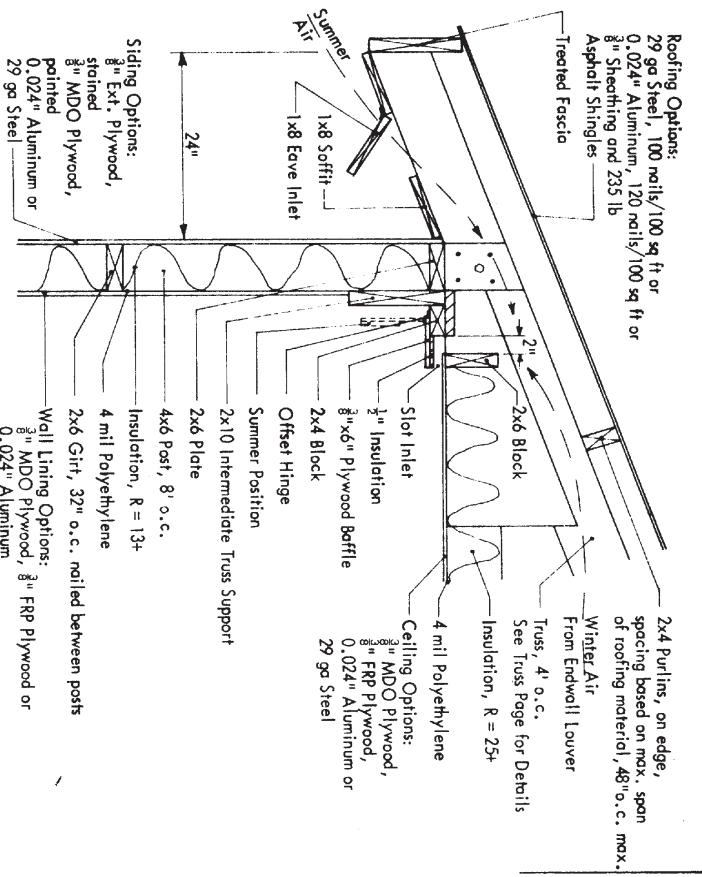 Roofing Options:
29 ga Steel, 100 nails/100 sq ft or
0.024" Aluminum, 120 nails/100 sq ft or
⅜" Sheathing and 235 lb
Asphalt Shingles
Treated Fascia
Summer
Air
1x8 Soffit
1x8 Eave Inlet
24"
Siding Options:
⅜" Ext. Plywood,
stained
⅜" MDO Plywood,
painted
0.024" Aluminum or
29 ga Steel
2"
2x4 Purlins, on edge,
spacing based on max. span
of roofing material, 48"o.c. max.
Winter Air
From Endwall Louver
Truss, 4' o.c.
See Truss Page for Details
Insulation, R = 25+
4 mil Polyethylene
Ceiling Options:
⅜" MDO Plywood,
⅜" FRP Plywood,
0.024" Aluminum or
29 ga Steel
2x6 Block
Slot Inlet
½" Insulation
⅜"x6" Plywood Baffle
2x4 Block
Offset Hinge
Summer Position
2x10 Intermediate Truss Support
2x6 Plate
4x6 Post, 8' o.c.
Insulation, R = 13+
4 mil Polyethylene
2x6 Girt, 32" o.c. nailed between posts
Wall Lining Options:
⅜" MDO Plywood, ⅜" FRP Plywood or
0.024" Aluminum